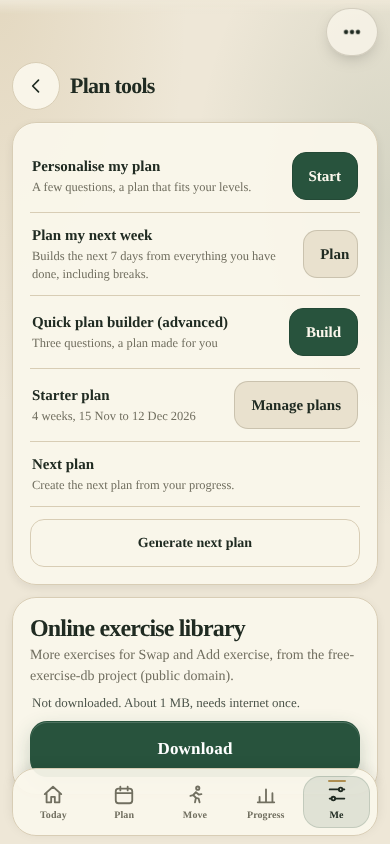 Plan tools
Personalise my plan
A few questions, a plan that fits your levels.
Start
Plan my next week
Builds the next 7 days from everything you have
done, including breaks.
Plan
Quick plan builder (advanced)
Three questions, a plan made for you
Build
Starter plan
4 weeks, 15 Nov to 12 Dec 2026
Manage plans
Next plan
Create the next plan from your progress.
Generate next plan
Online exercise library
More exercises for Swap and Add exercise, from the free-
exercise-db project (public domain).
Not downloaded. About 1 MB, needs internet once.
Download
Today
Plan
Move
Progress
Me